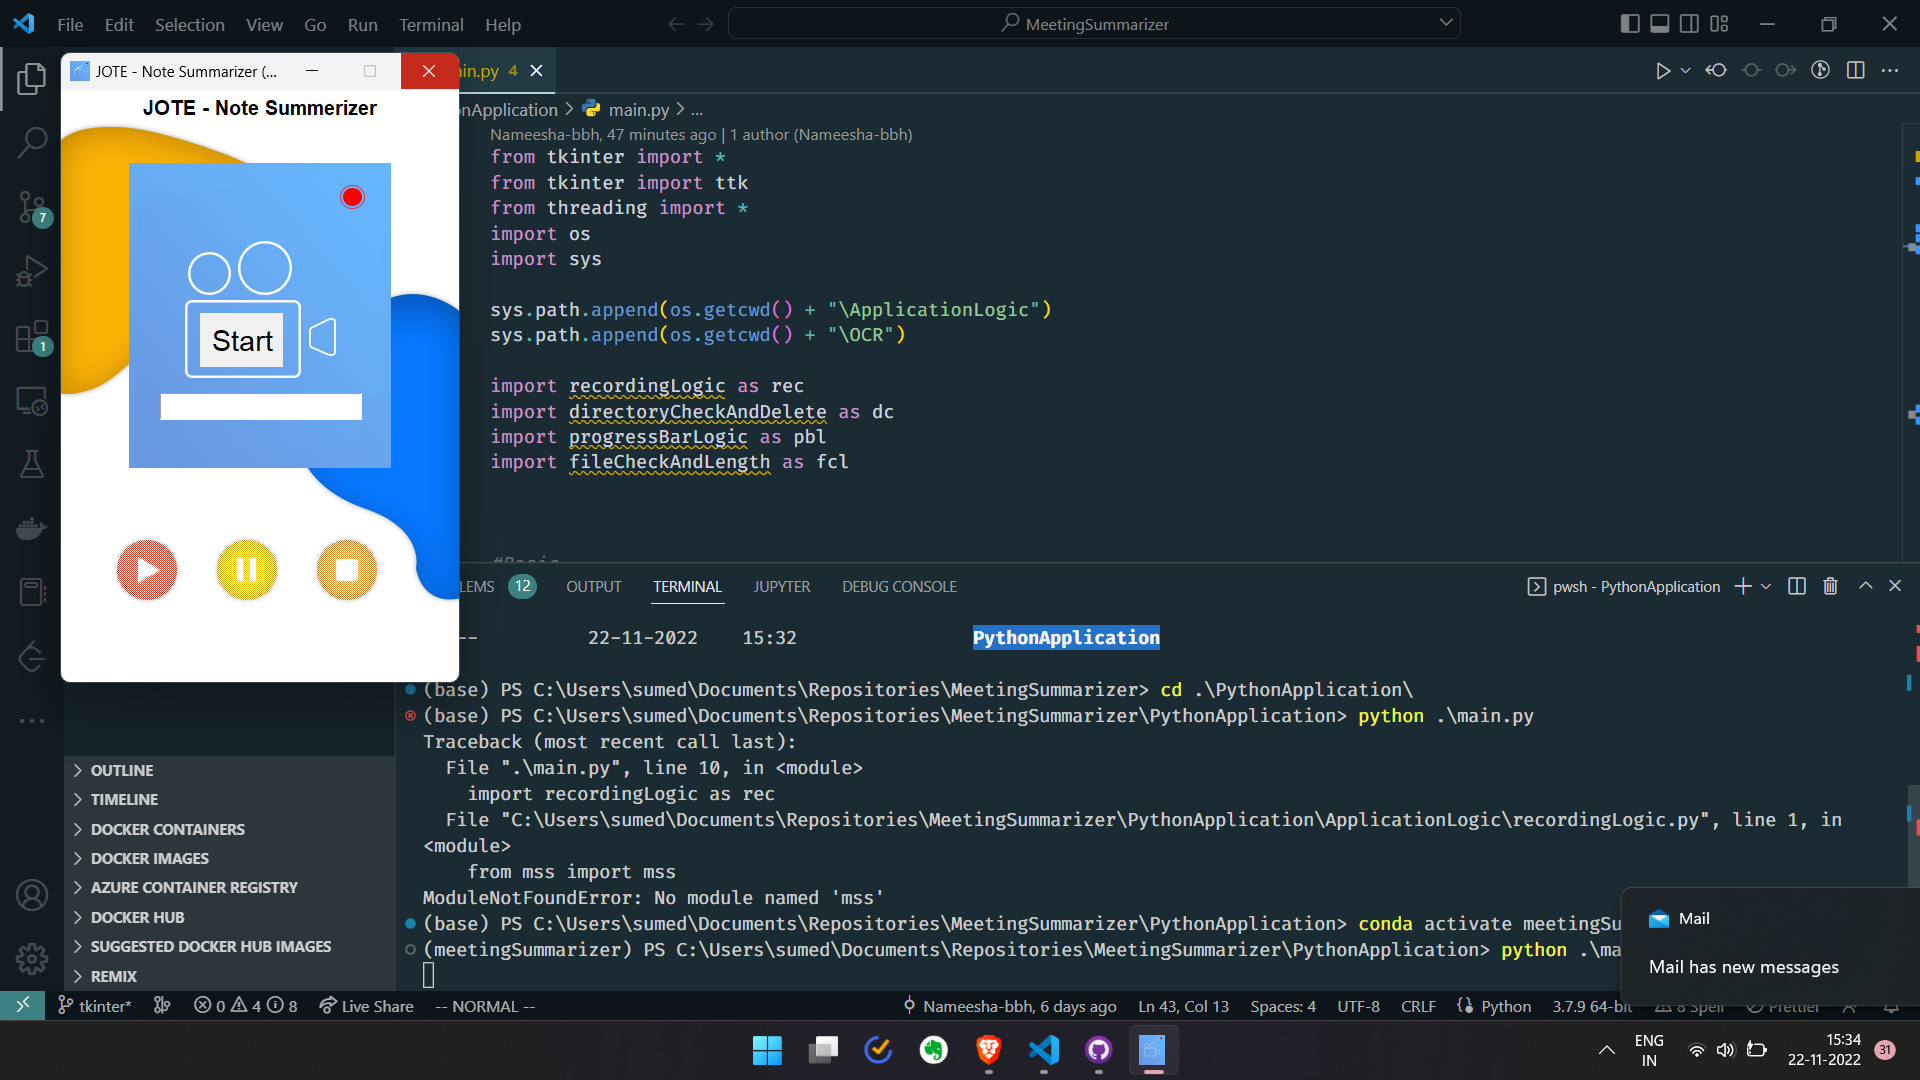 File Edit Selection View Go Run Terminal Help
MeetingSummarizer
JOTE - Note Summarizer (...
JOTE - Note Summerizer
Start
ain.py 4
onApplication > main.py > ...
Nameesha-bbh, 47 minutes ago | 1 author (Nameesha-bbh)
from tkinter import *
from tkinter import ttk
from threading import *
import os
import sys
sys.path.append(os.getcwd() + "\ApplicationLogic")
sys.path.append(os.getcwd() + "\OCR")
import recordingLogic as rec
import directoryCheckAndDelete as dc
import progressBarLogic as pbl
import fileCheckAndLength as fcl
7
1
LEMS 12 OUTPUT TERMINAL JUPYTER DEBUG CONSOLE
pwsh - PythonApplication
-- 22-11-2022 15:32 PythonApplication
(base) PS C:\Users\sumed\Documents\Repositories\MeetingSummarizer> cd .\PythonApplication\
(base) PS C:\Users\sumed\Documents\Repositories\MeetingSummarizer\PythonApplication> python .\main.py
Traceback (most recent call last):
File ".\main.py", line 10, in <module>
import recordingLogic as rec
File "C:\Users\sumed\Documents\Repositories\MeetingSummarizer\PythonApplication\ApplicationLogic\recordingLogic.py", line 1, in
<module>
from mss import mss
ModuleNotFoundError: No module named 'mss'
(base) PS C:\Users\sumed\Documents\Repositories\MeetingSummarizer\PythonApplication> conda activate meetingSu
(meetingSummarizer) PS C:\Users\sumed\Documents\Repositories\MeetingSummarizer\PythonApplication> python .\ma
OUTLINE
TIMELINE
DOCKER CONTAINERS
DOCKER IMAGES
AZURE CONTAINER REGISTRY
DOCKER HUB
SUGGESTED DOCKER HUB IMAGES
REMIX
Mail
Mail has new messages
tkinter* 0 4 8 Live Share -- NORMAL -- Nameesha-bbh, 6 days ago Ln 43, Col 13 Spaces: 4 UTF-8 CRLF Python 3.7.9 64-bit 8 Spell Prettier
ENG
IN
15:34
22-11-2022
31